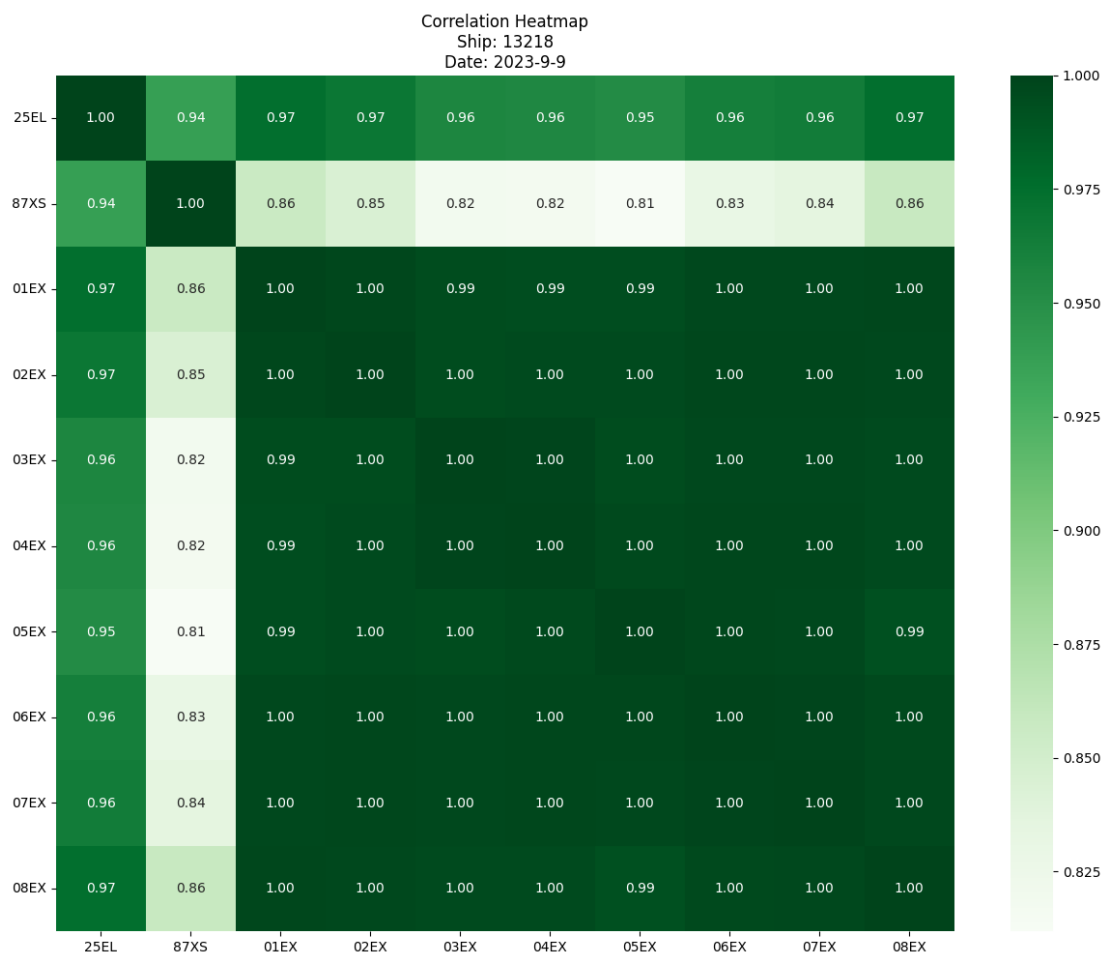 Correlation Heatmap
Ship: 13218
Date: 2023-9-9
25EL 1.00 0.94 0.97 0.97 0.96 0.96 0.95 0.96 0.96 0.97
87XS 0.94 1.00 0.86 0.85 0.82 0.82 0.81 0.83 0.84 0.86
01EX 0.97 0.86 1.00 1.00 0.99 0.99 0.99 1.00 1.00 1.00
02EX 0.97 0.85 1.00 1.00 1.00 1.00 1.00 1.00 1.00 1.00
03EX 0.96 0.82 0.99 1.00 1.00 1.00 1.00 1.00 1.00 1.00
04EX 0.96 0.82 0.99 1.00 1.00 1.00 1.00 1.00 1.00 1.00
05EX 0.95 0.81 0.99 1.00 1.00 1.00 1.00 1.00 1.00 0.99
06EX 0.96 0.83 1.00 1.00 1.00 1.00 1.00 1.00 1.00 1.00
07EX 0.96 0.84 1.00 1.00 1.00 1.00 1.00 1.00 1.00 1.00
08EX 0.97 0.86 1.00 1.00 1.00 1.00 0.99 1.00 1.00 1.00
25EL 87XS 01EX 02EX 03EX 04EX 05EX 06EX 07EX 08EX
1.000
0.975
0.950
0.925
0.900
0.875
0.850
0.825